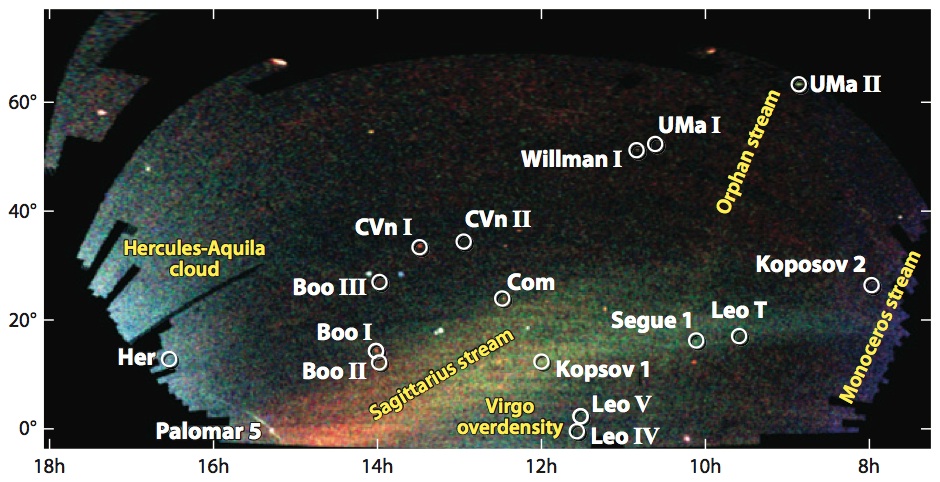 60°
40°
20°
0°
UMa II
UMa I
Willman I
Orphan stream
CVn I
CVn II
Hercules-Aquila
cloud
Boo III
Com
Koposov 2
Monoceros stream
Segue 1
Leo T
Boo I
Boo II
Her
Sagittarius stream
Kopsov 1
Virgo
overdensity
Leo V
Leo IV
Palomar 5
18h
16h
14h
12h
10h
8h